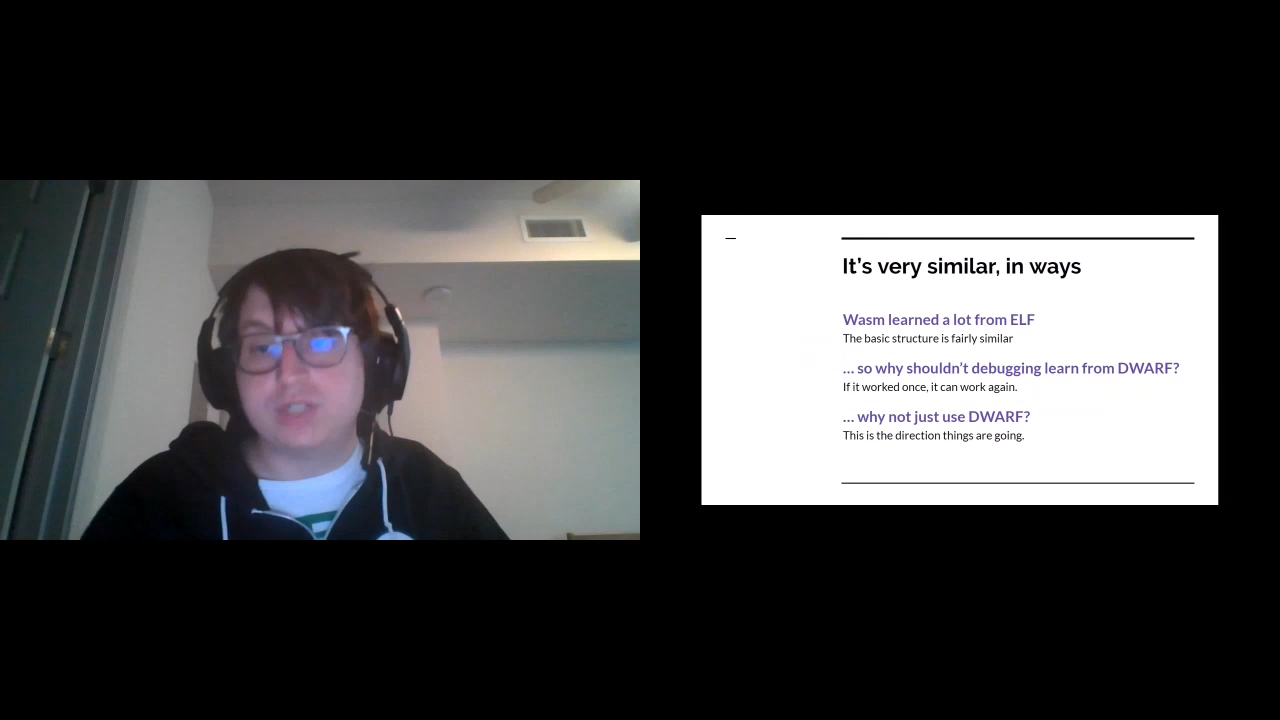 It's very similar, in ways
Wasm learned a lot from ELF
The basic structure is fairly similar
... so why shouldn't debugging learn from DWARF?
If it worked once, it can work again.
... why not just use DWARF?
This is the direction things are going.